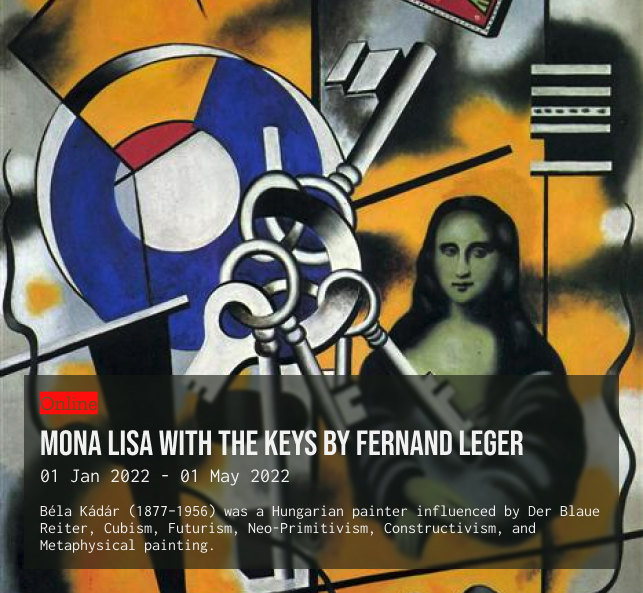 Online
MONA LISA WITH THE KEYS BY FERNAND LEGER
01 Jan 2022 - 01 May 2022
Béla Kádár (1877–1956) was a Hungarian painter influenced by Der Blaue
Reiter, Cubism, Futurism, Neo-Primitivism, Constructivism, and
Metaphysical painting.